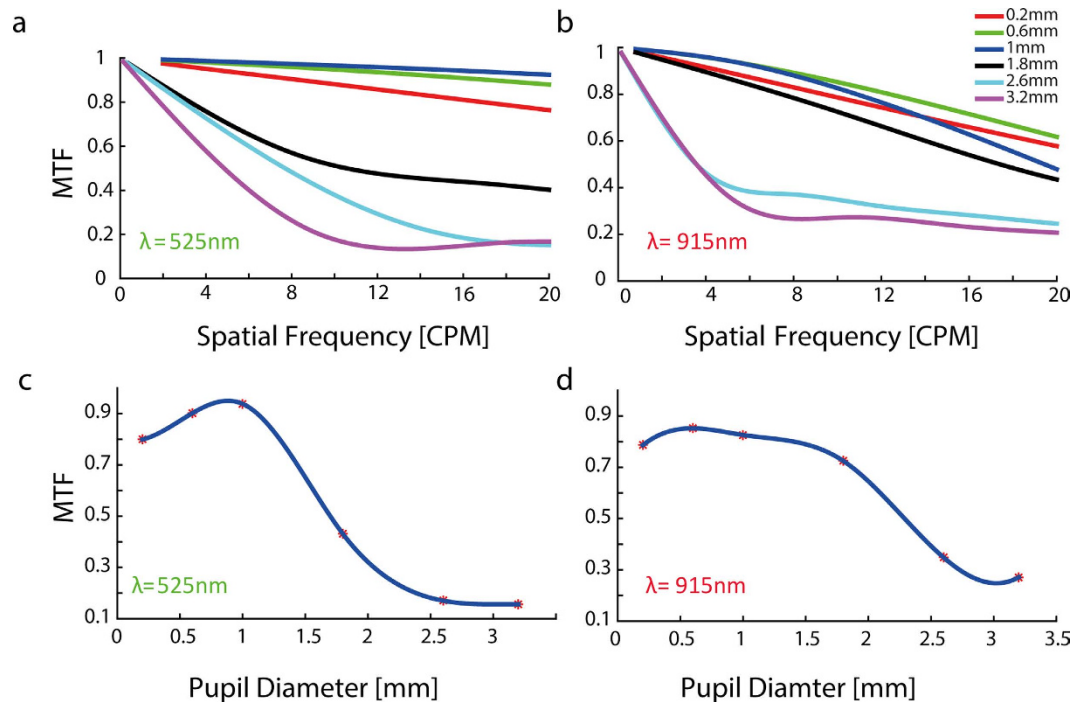 a
b
0.2mm
0.6mm
1mm
1.8mm
2.6mm
3.2mm
MTF
1
0.8
0.6
0.4
0.2
0
λ= 525nm
0 4 8 12 16 20
Spatial Frequency [CPM]
1
0.8
0.6
0.4
0.2
0
λ= 915nm
0 4 8 12 16 20
Spatial Frequency [CPM]
c
d
MTF
0.9
0.7
0.5
0.3
0.1
λ=525nm
0 0.5 1 1.5 2 2.5 3
Pupil Diameter [mm]
0.9
0.7
0.5
0.3
0.1
λ= 915nm
0 0.5 1 1.5 2 2.5 3 3.5
Pupil Diamter [mm]